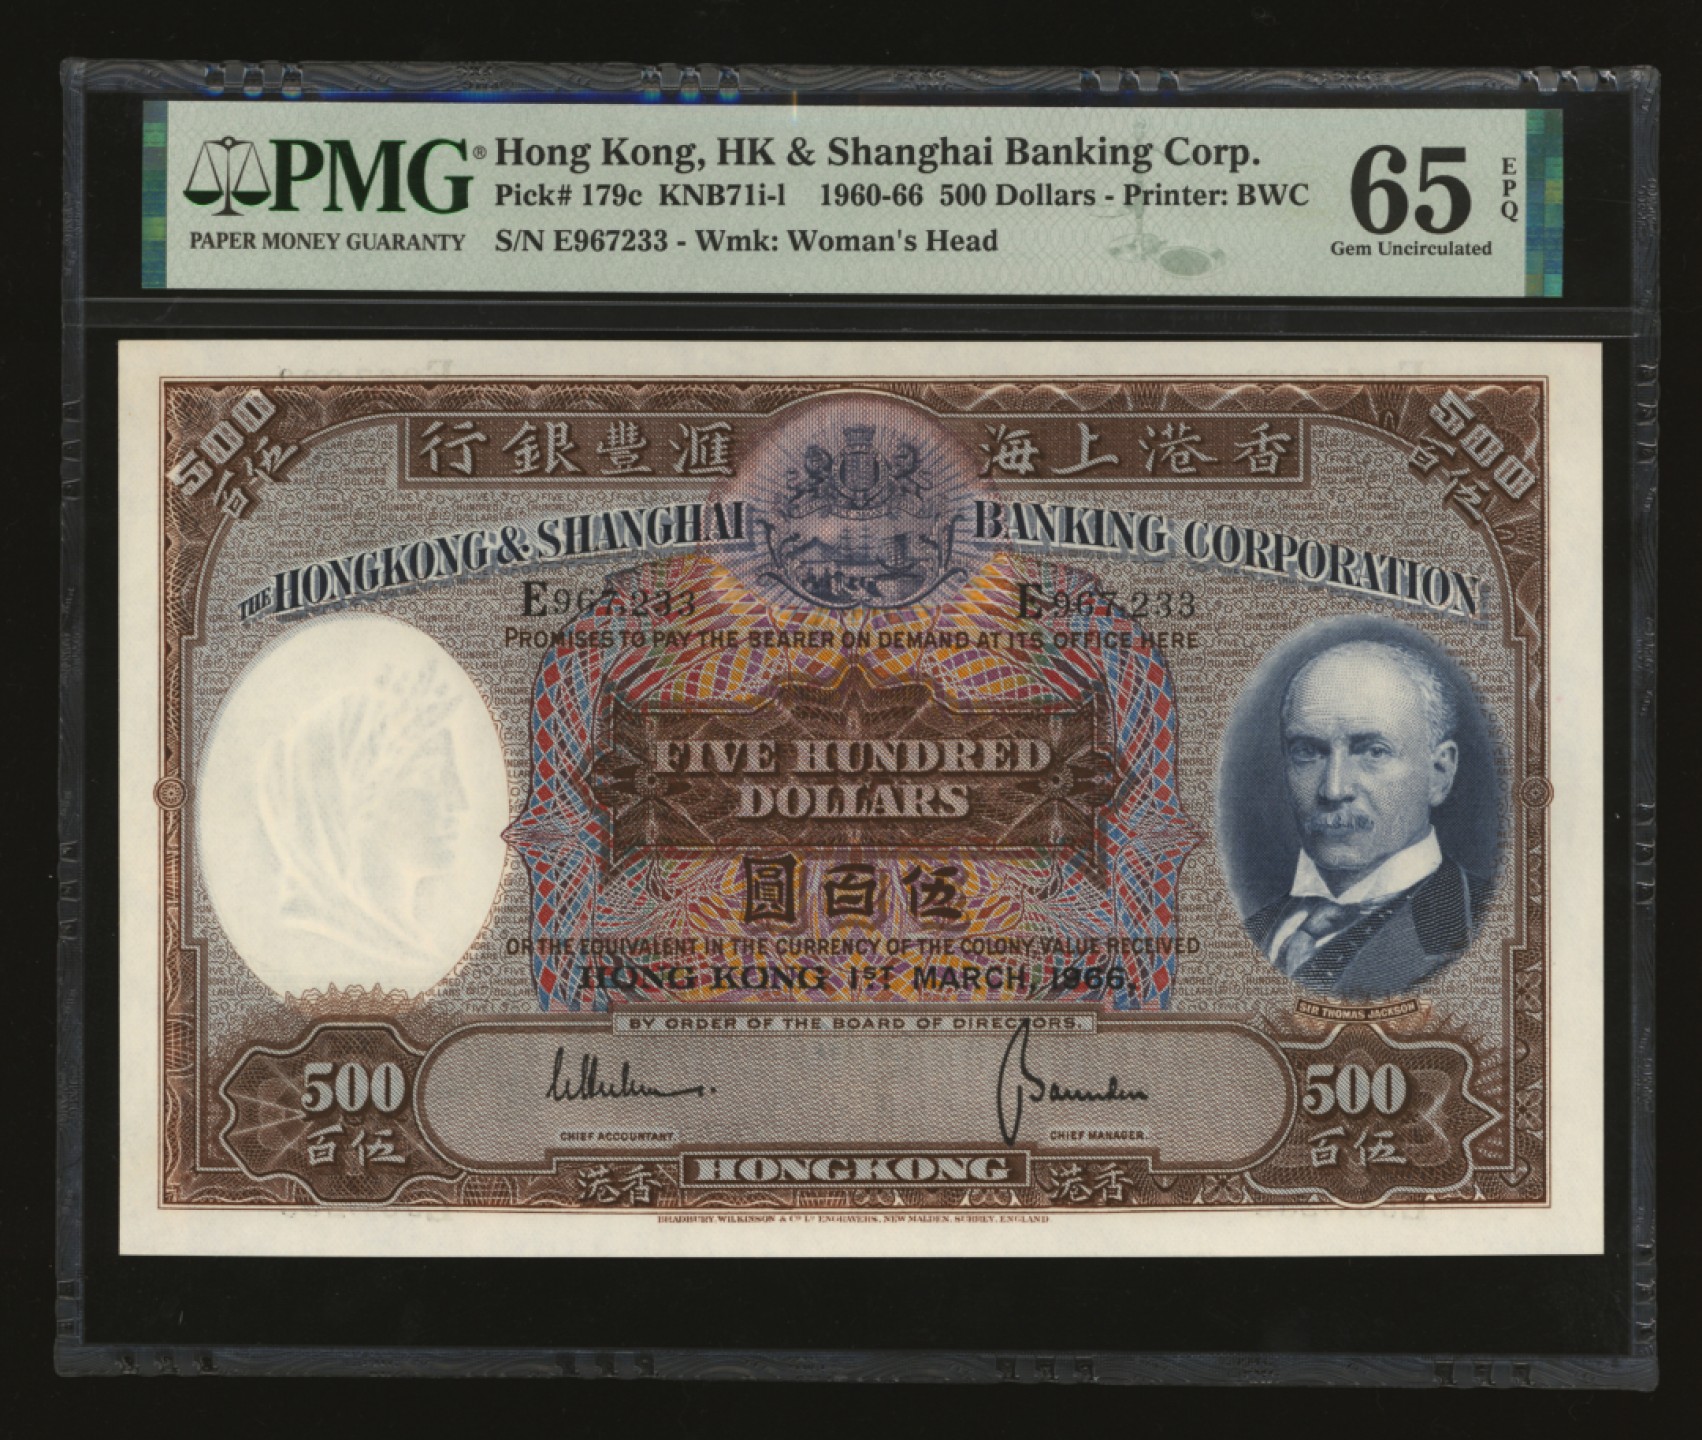 PMG® PAPER MONEY GUARANTY
Hong Kong, HK & Shanghai Banking Corp.
Pick# 179c KNB71i-l 1960-66 500 Dollars - Printer: BWC
S/N E967233 - Wmk: Woman's Head
65 EPQ
Gem Uncirculated
500 伍百
行銀豐滙 海上港香
500 伍百
THE HONGKONG & SHANGHAI BANKING CORPORATION
E967,233 E967,233
PROMISES TO PAY THE BEARER ON DEMAND AT ITS OFFICE HERE
FIVE HUNDRED
DOLLARS
圓百伍
OR THE EQUIVALENT IN THE CURRENCY OF THE COLONY, VALUE RECEIVED
HONG KONG 1ST MARCH, 1966,
SIR THOMAS JACKSON
BY ORDER OF THE BOARD OF DIRECTORS.
500 500
百伍 百伍
CHIEF ACCOUNTANT. CHIEF MANAGER.
港香 HONGKONG 港香
BRADBURY, WILKINSON & Co. Ld. ENGRAVERS, NEW MALDEN, SURREY, ENGLAND.